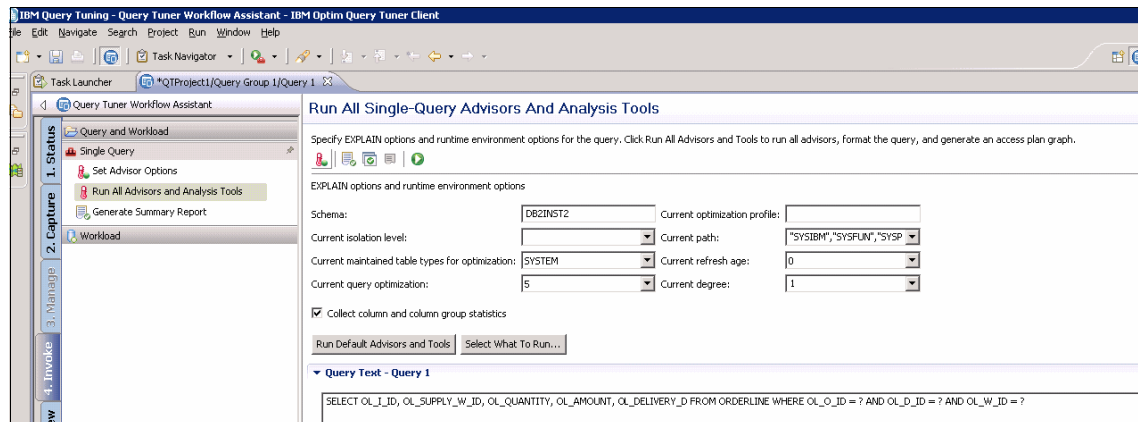 IBM Query Tuning - Query Tuner Workflow Assistant - IBM Optim Query Tuner Client
File Edit Navigate Search Project Run Window Help
Task Navigator
Task Launcher *QTProject1/Query Group 1/Query 1
Query Tuner Workflow Assistant
1. Status
2. Capture
3. Manage
4. Invoke
Query and Workload
Single Query
Set Advisor Options
Run All Advisors and Analysis Tools
Generate Summary Report
Workload
Run All Single-Query Advisors And Analysis Tools
Specify EXPLAIN options and runtime environment options for the query. Click Run All Advisors and Tools to run all advisors, format the query, and generate an access plan graph.
EXPLAIN options and runtime environment options
Schema: DB2INST2 Current optimization profile:
Current isolation level: Current path: "SYSIBM","SYSFUN","SYSP
Current maintained table types for optimization: SYSTEM Current refresh age: 0
Current query optimization: 5 Current degree: 1
Collect column and column group statistics
Run Default Advisors and Tools Select What To Run...
Query Text - Query 1
SELECT OL_I_ID, OL_SUPPLY_W_ID, OL_QUANTITY, OL_AMOUNT, OL_DELIVERY_D FROM ORDERLINE WHERE OL_O_ID = ? AND OL_D_ID = ? AND OL_W_ID = ?